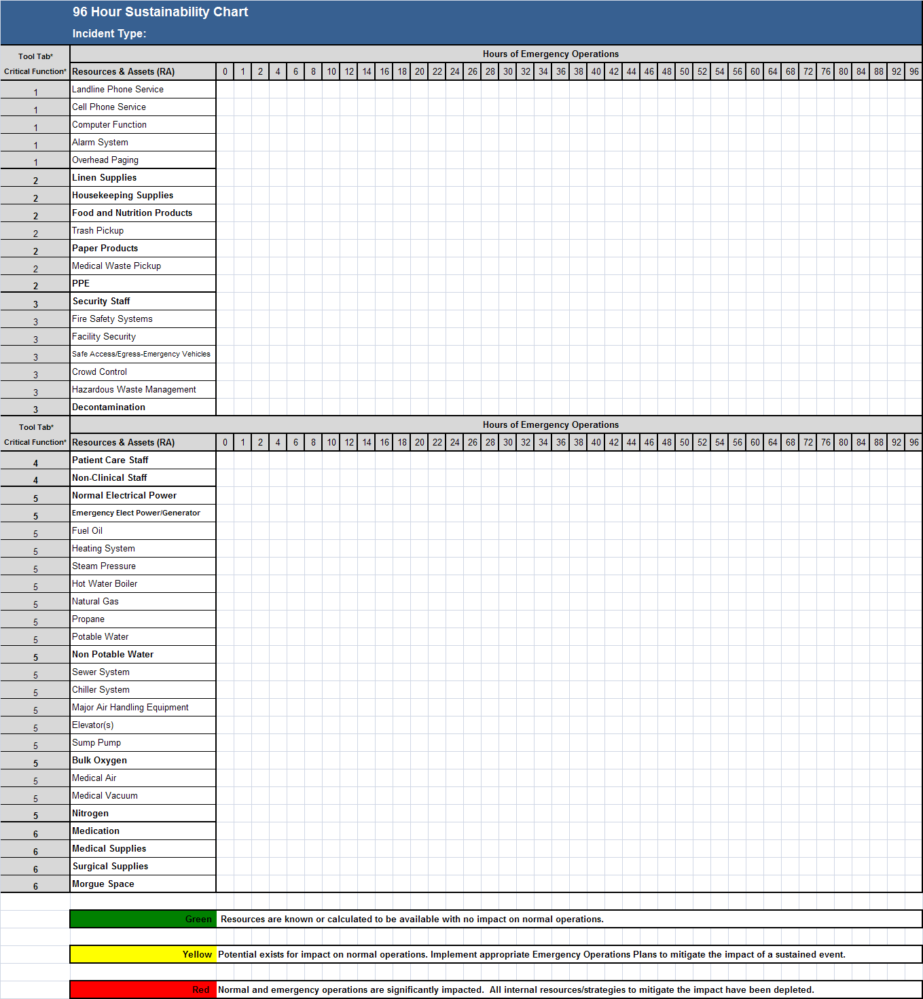 96 Hour Sustainability Chart
Incident Type:
Tool Tab* Hours of Emergency Operations
Critical Function* Resources & Assets (RA) 0 1 2 4 6 8 10 12 14 16 18 20 22 24 26 28 30 32 34 36 38 40 42 44 46 48 50 52 54 56 60 64 68 72 76 80 84 88 92 96
1 Landline Phone Service
1 Cell Phone Service
1 Computer Function
1 Alarm System
1 Overhead Paging
2 Linen Supplies
2 Housekeeping Supplies
2 Food and Nutrition Products
2 Trash Pickup
2 Paper Products
2 Medical Waste Pickup
2 PPE
3 Security Staff
3 Fire Safety Systems
3 Facility Security
3 Safe Access/Egress-Emergency Vehicles
3 Crowd Control
3 Hazardous Waste Management
3 Decontamination
Tool Tab* Hours of Emergency Operations
Critical Function* Resources & Assets (RA) 0 1 2 4 6 8 10 12 14 16 18 20 22 24 26 28 30 32 34 36 38 40 42 44 46 48 50 52 54 56 60 64 68 72 76 80 84 88 92 96
4 Patient Care Staff
4 Non-Clinical Staff
5 Normal Electrical Power
5 Emergency Elect Power/Generator
5 Fuel Oil
5 Heating System
5 Steam Pressure
5 Hot Water Boiler
5 Natural Gas
5 Propane
5 Potable Water
5 Non Potable Water
5 Sewer System
5 Chiller System
5 Major Air Handling Equipment
5 Elevator(s)
5 Sump Pump
5 Bulk Oxygen
5 Medical Air
5 Medical Vacuum
5 Nitrogen
6 Medication
6 Medical Supplies
6 Surgical Supplies
6 Morgue Space
Green Resources are known or calculated to be available with no impact on normal operations.
Yellow Potential exists for impact on normal operations. Implement appropriate Emergency Operations Plans to mitigate the impact of a sustained event.
Red Normal and emergency operations are significantly impacted. All internal resources/strategies to mitigate the impact have been depleted.